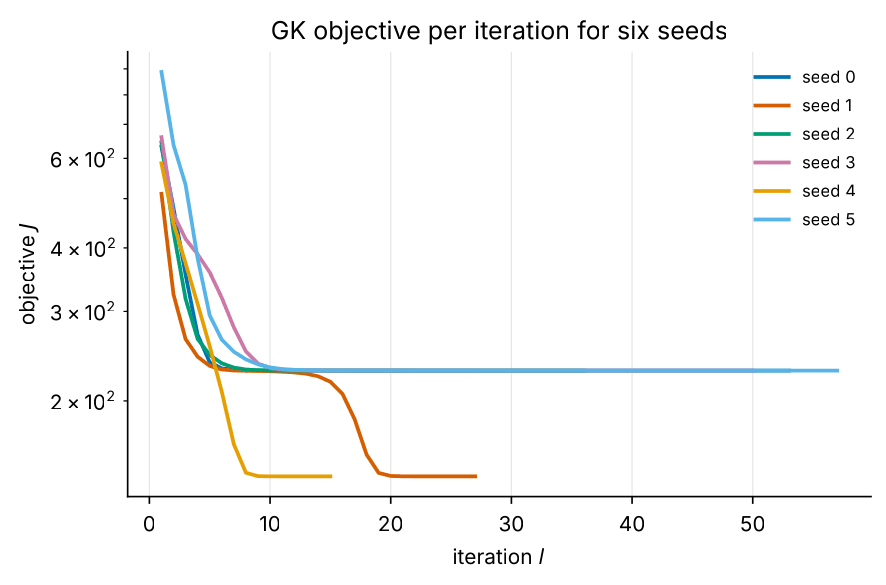 GK objective per iteration for six seeds
seed 0
seed 1
seed 2
seed 3
seed 4
seed 5
objective J
6 × 10²
4 × 10²
3 × 10²
2 × 10²
0 10 20 30 40 50
iteration l